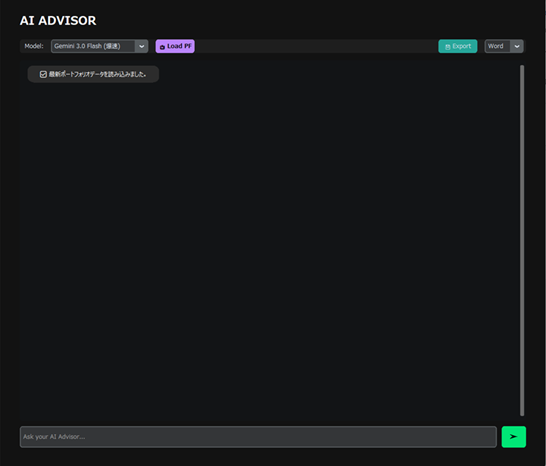 AI ADVISOR
Model: Gemini 3.0 Flash (爆速) Load PF Export Word
最新ポートフォリオデータを読み込みました。
Ask your AI Advisor...